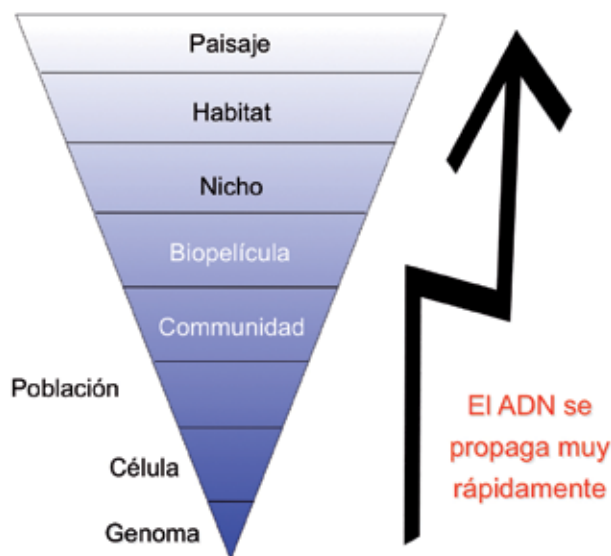 Paisaje
Habitat
Nicho
Biopelícula
Communidad
Población
Célula
Genoma
El ADN se
propaga muy
rápidamente